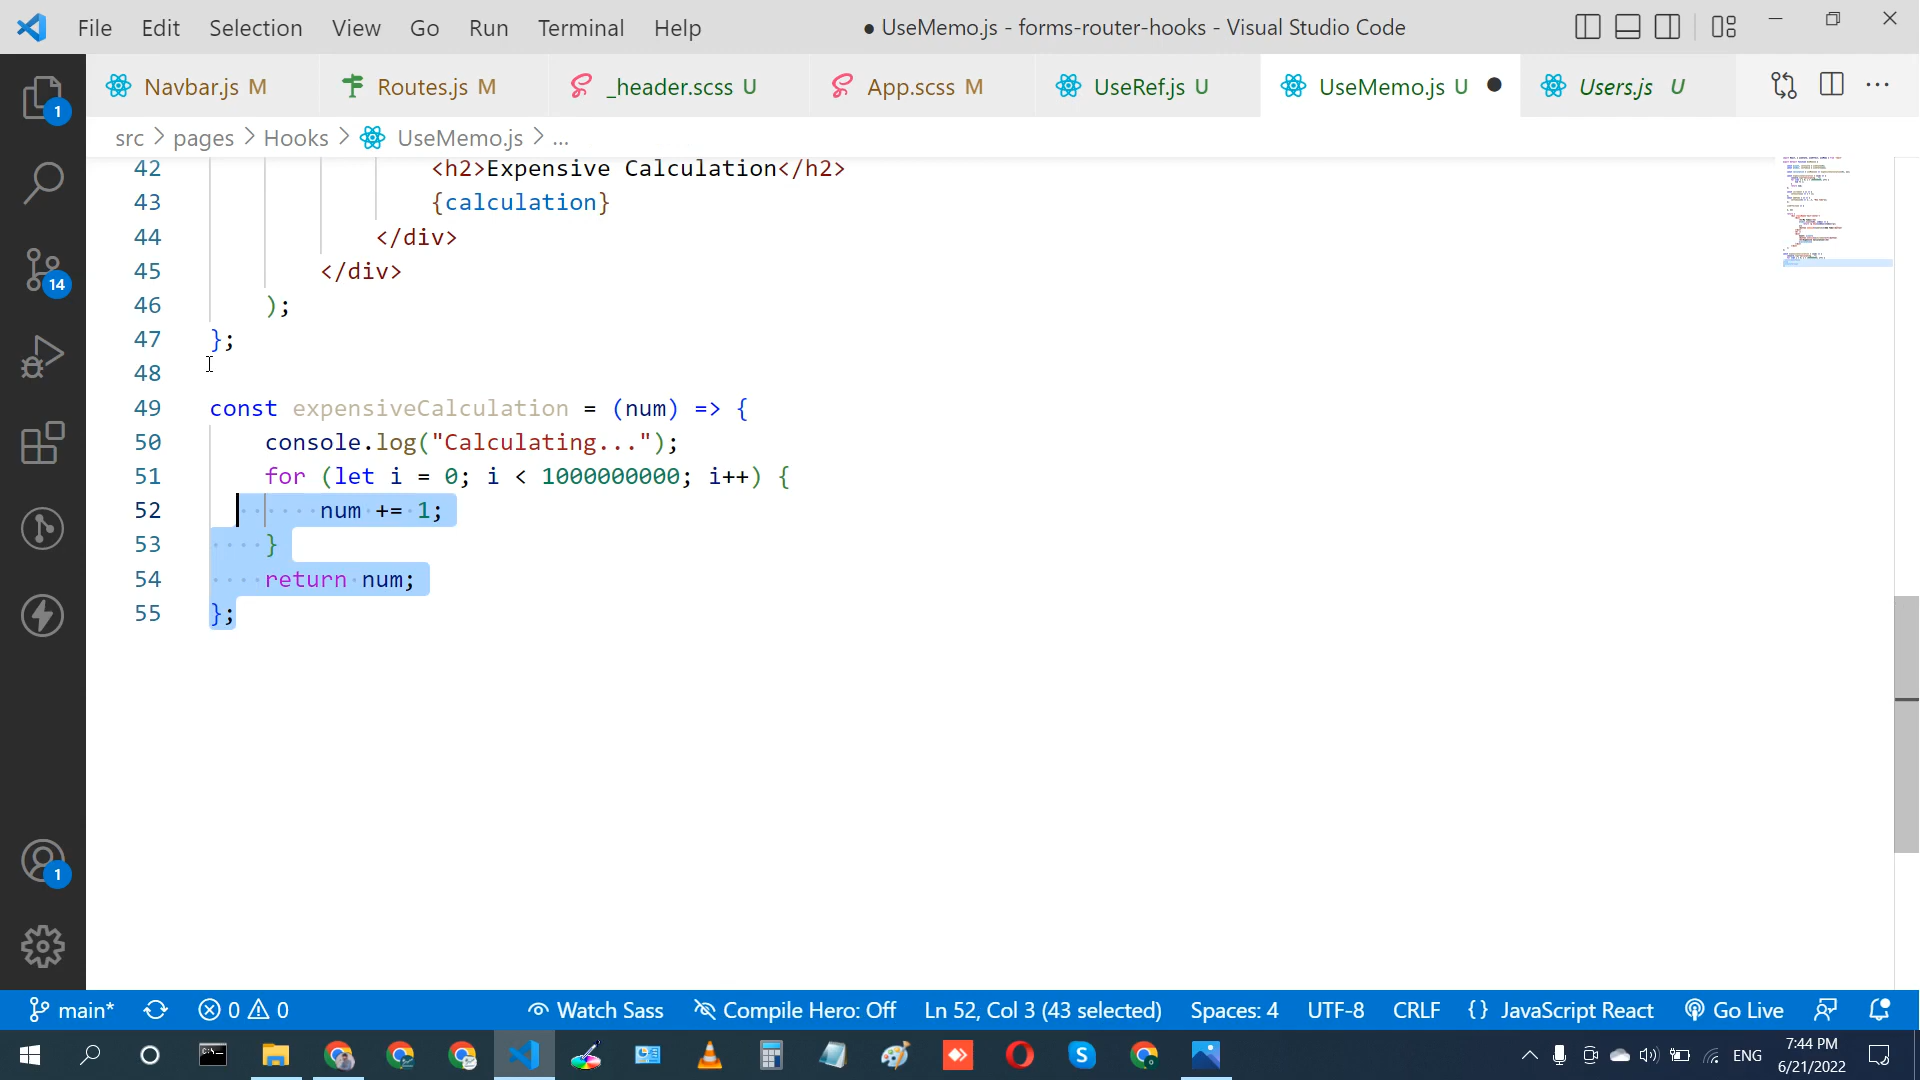 File Edit Selection View Go Run Terminal Help ● UseMemo.js - forms-router-hooks - Visual Studio Code
Navbar.js M Routes.js M _header.scss U App.scss M UseRef.js U UseMemo.js U Users.js U
src > pages > Hooks > UseMemo.js > ...
42 <h2>Expensive Calculation</h2>
43 {calculation}
44 </div>
45 </div>
46 );
47 };
48
49 const expensiveCalculation = (num) => {
50 console.log("Calculating...");
51 for (let i = 0; i < 1000000000; i++) {
52 num += 1;
53 }
54 return num;
55 };
1
14
1
main* 0 0 Watch Sass Compile Hero: Off Ln 52, Col 3 (43 selected) Spaces: 4 UTF-8 CRLF {} JavaScript React Go Live
ENG 7:44 PM
6/21/2022